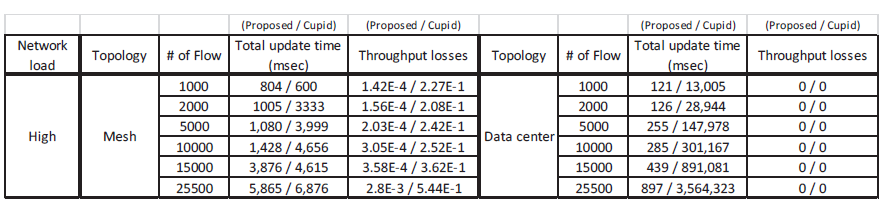 (Proposed / Cupid) (Proposed / Cupid) (Proposed / Cupid) (Proposed / Cupid)
Network load Topology # of Flow Total update time (msec) Throughput losses Topology # of Flow Total update time (msec) Throughput losses
1000 804 / 600 1.42E-4 / 2.27E-1 1000 121 / 13,005 0 / 0
2000 1005 / 3333 1.56E-4 / 2.08E-1 2000 126 / 28,944 0 / 0
5000 1,080 / 3,999 2.03E-4 / 2.42E-1 5000 255 / 147,978 0 / 0
High Mesh Data center
10000 1,428 / 4,656 3.05E-4 / 2.52E-1 10000 285 / 301,167 0 / 0
15000 3,876 / 4,615 3.58E-4 / 3.62E-1 15000 439 / 891,081 0 / 0
25500 5,865 / 6,876 2.8E-3 / 5.44E-1 25500 897 / 3,564,323 0 / 0